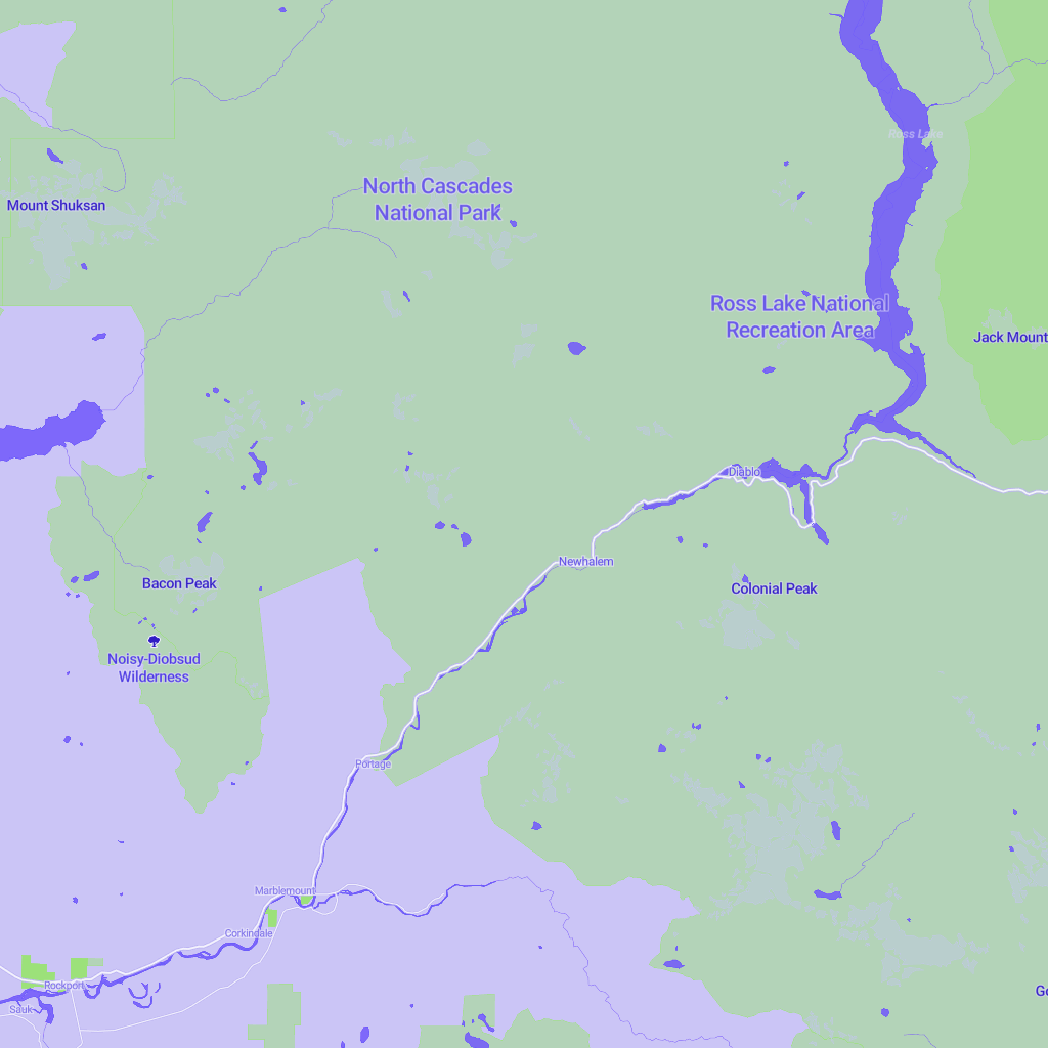 Ross Lake
North Cascades
National Park
Mount Shuksan
Ross Lake National
Recreation Area
Jack Mount
Diablo
Newhalem
Bacon Peak
Colonial Peak
Noisy-Diobsud
Wilderness
Portage
Marblemount
Corkindale
Rockport
Go
Sauk